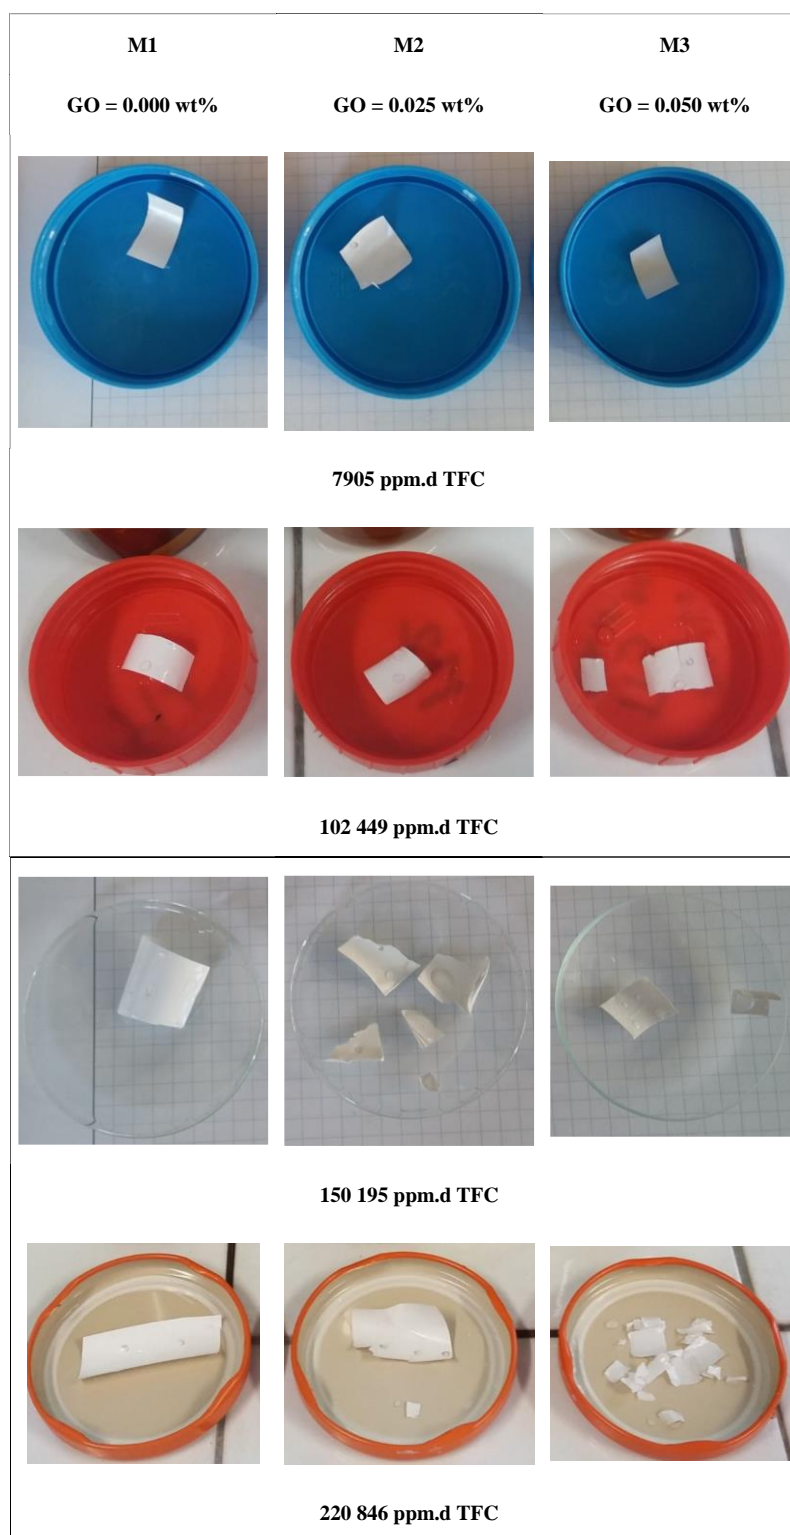 M1 M2 M3
GO = 0.000 wt% GO = 0.025 wt% GO = 0.050 wt%
7905 ppm.d TFC
102 449 ppm.d TFC
150 195 ppm.d TFC
220 846 ppm.d TFC